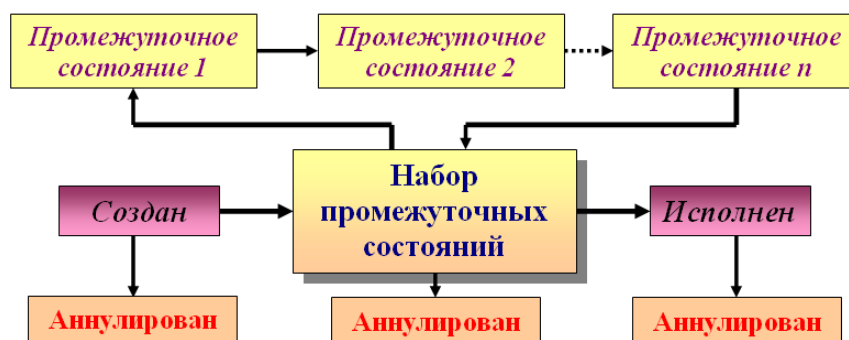 Промежуточное
состояние 1
Промежуточное
состояние 2
Промежуточное
состояние n
Создан
Набор
промежуточных
состояний
Исполнен
Аннулирован
Аннулирован
Аннулирован